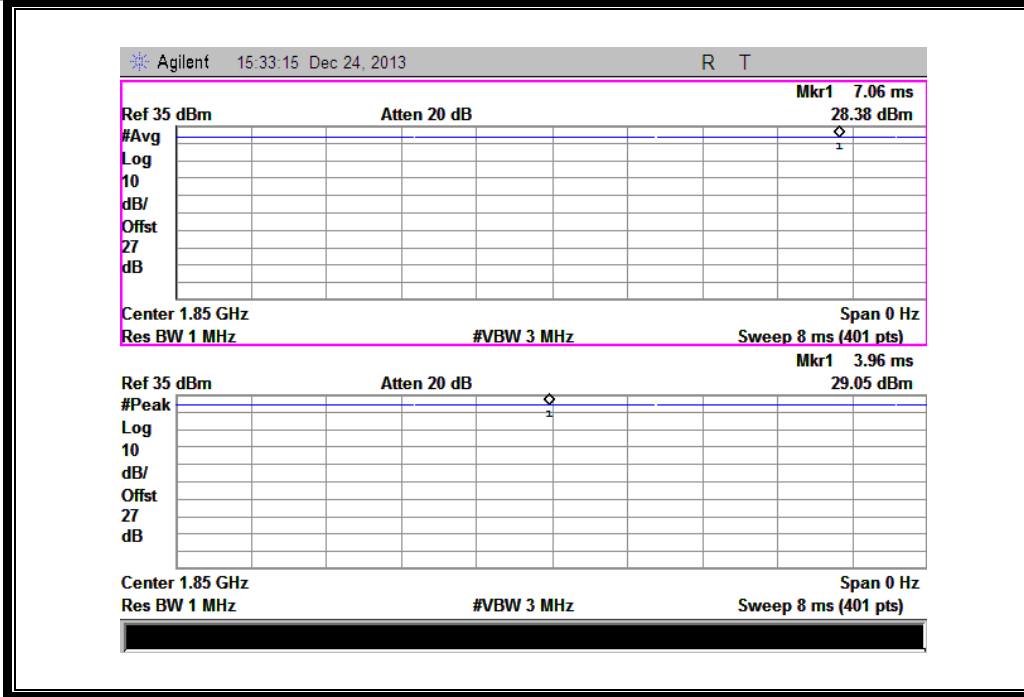 Agilent 15:33:15 Dec 24, 2013 R T
Mkr1 7.06 ms
Ref 35 dBm Atten 20 dB 28.38 dBm
#Avg
1
Log
10
dB/
Offst
27
dB
Center 1.85 GHz Span 0 Hz
Res BW 1 MHz #VBW 3 MHz Sweep 8 ms (401 pts)
Mkr1 3.96 ms
Ref 35 dBm Atten 20 dB 29.05 dBm
#Peak
1
Log
10
dB/
Offst
27
dB
Center 1.85 GHz Span 0 Hz
Res BW 1 MHz #VBW 3 MHz Sweep 8 ms (401 pts)